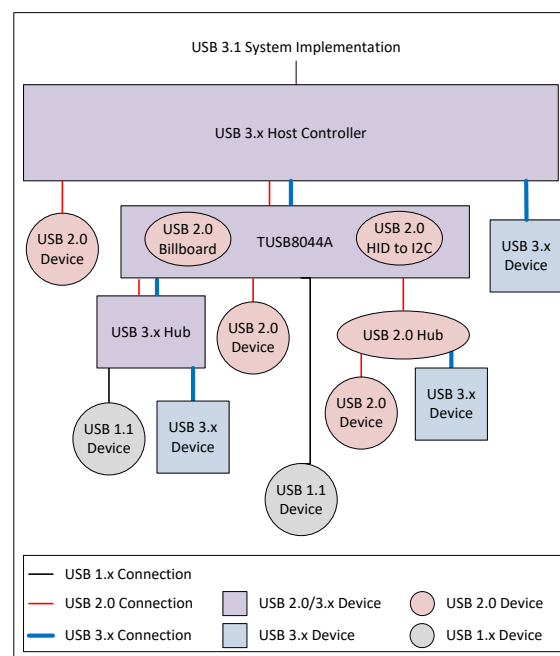 USB 3.1 System Implementation
USB 3.x Host Controller
USB 2.0
Device
USB 2.0
Billboard
TUSB8044A
USB 2.0
HID to I2C
USB 3.x
Device
USB 3.x Hub
USB 2.0
Device
USB 2.0 Hub
USB 1.1
Device
USB 3.x
Device
USB 2.0
Device
USB 3.x
Device
USB 1.1
Device
USB 1.x Connection
USB 2.0 Connection
USB 2.0/3.x Device
USB 2.0 Device
USB 3.x Connection
USB 3.x Device
USB 1.x Device